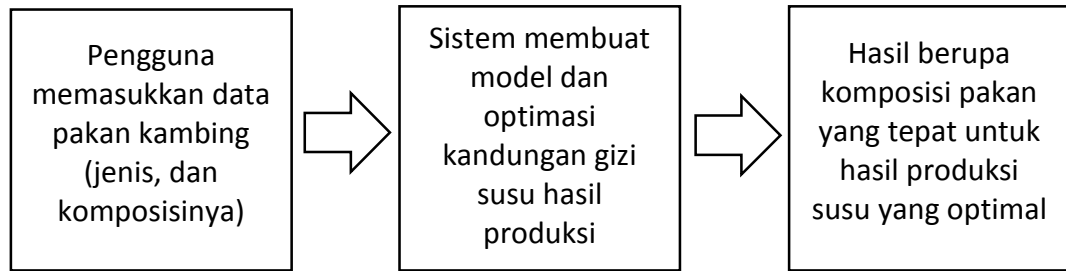 Pengguna
memasukkan data
pakan kambing
(jenis, dan
komposisinya)
Sistem membuat
model dan
optimasi
kandungan gizi
susu hasil
produksi
Hasil berupa
komposisi pakan
yang tepat untuk
hasil produksi
susu yang optimal